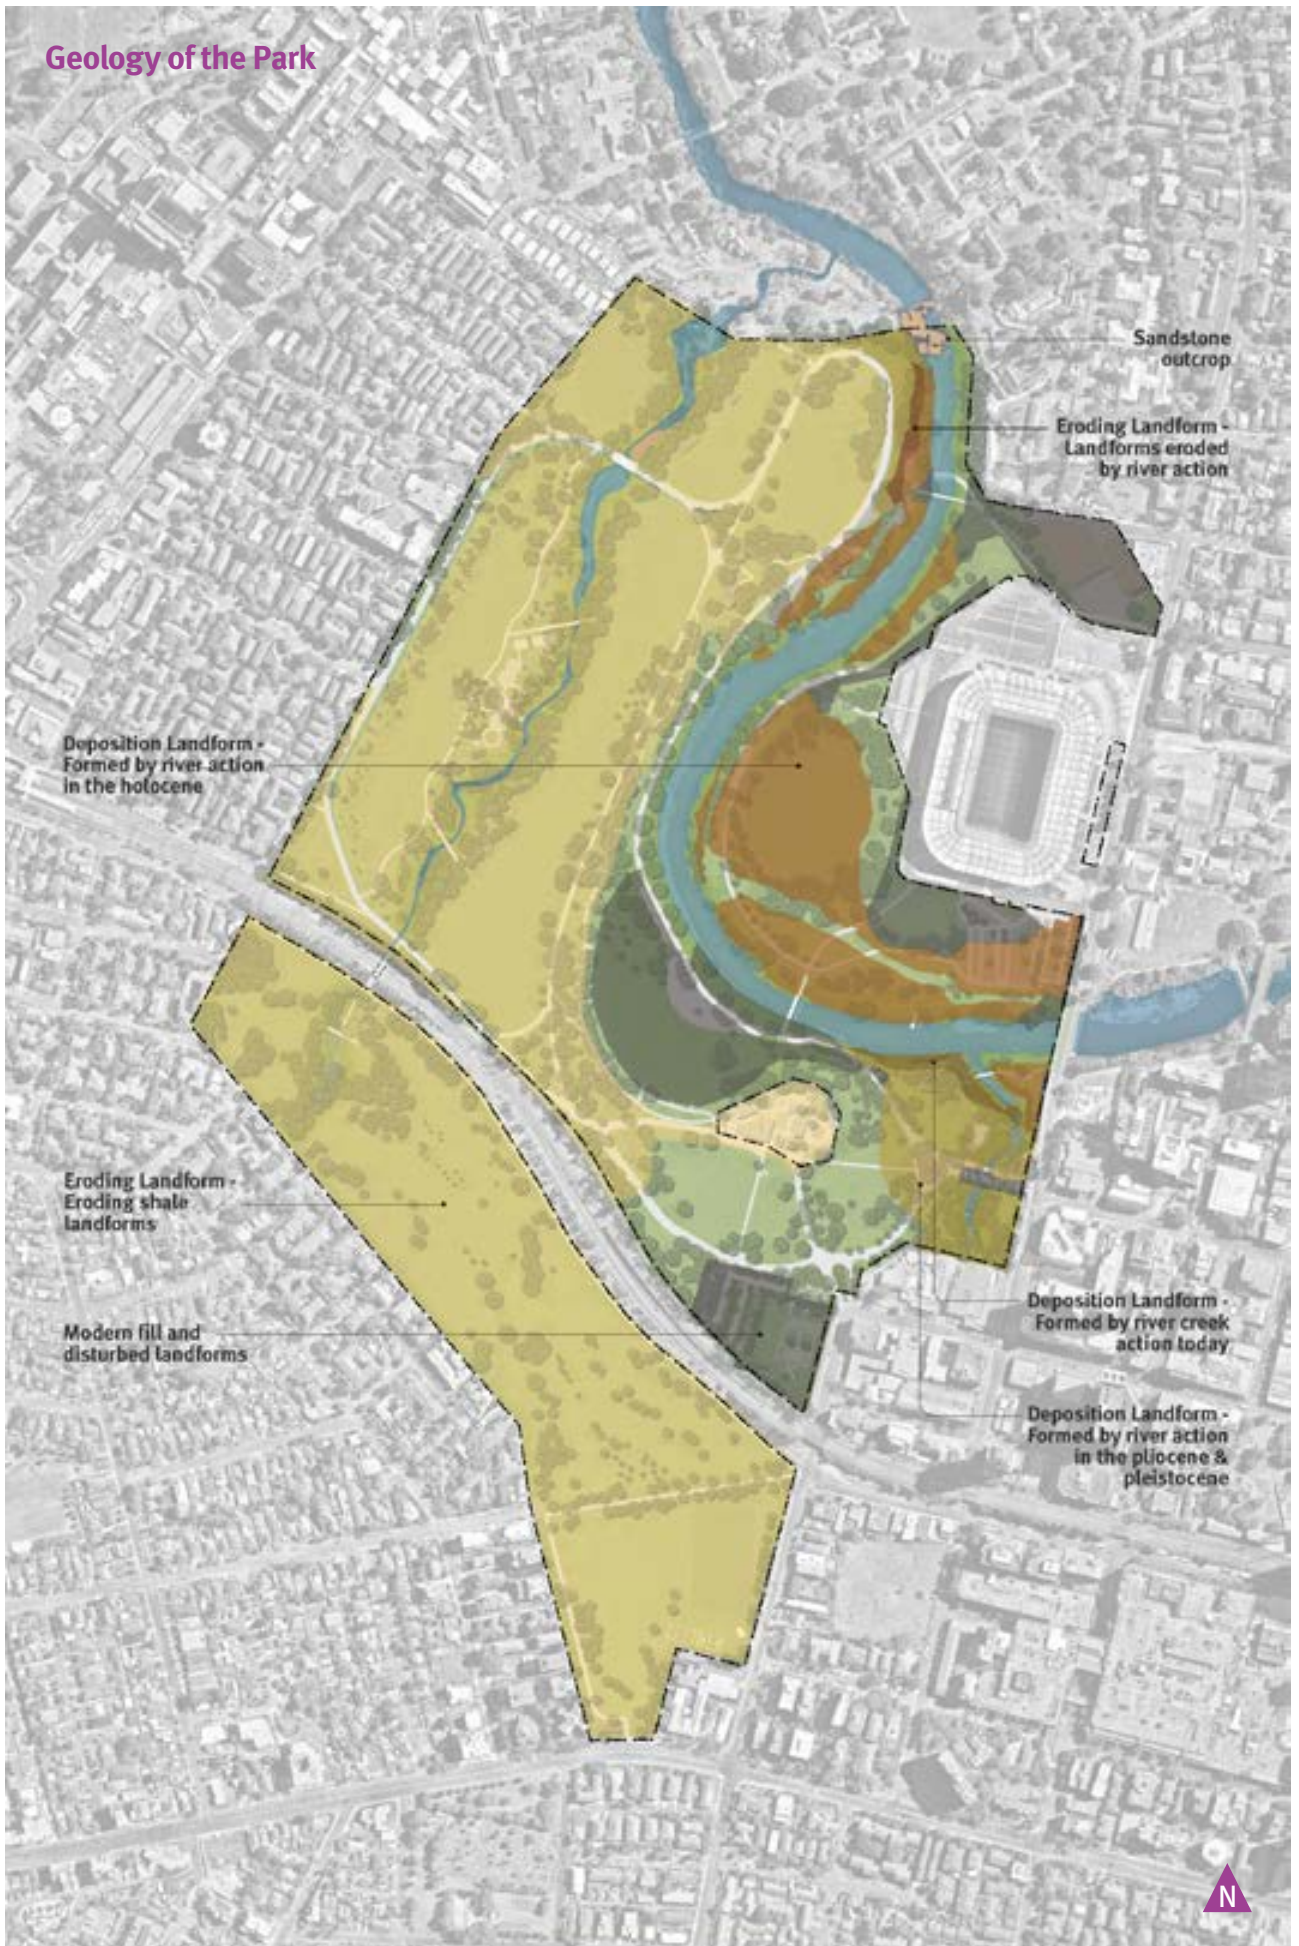 Geology of the Park
Sandstone
outcrop
Eroding Landform -
Landforms eroded
by river action
Deposition Landform -
Formed by river action
in the holocene
Eroding Landform -
Eroding shale
landforms
Modern fill and
disturbed landforms
Deposition Landform -
Formed by river creek
action today
Deposition Landform -
Formed by river action
in the pliocene &
pleistocene
N